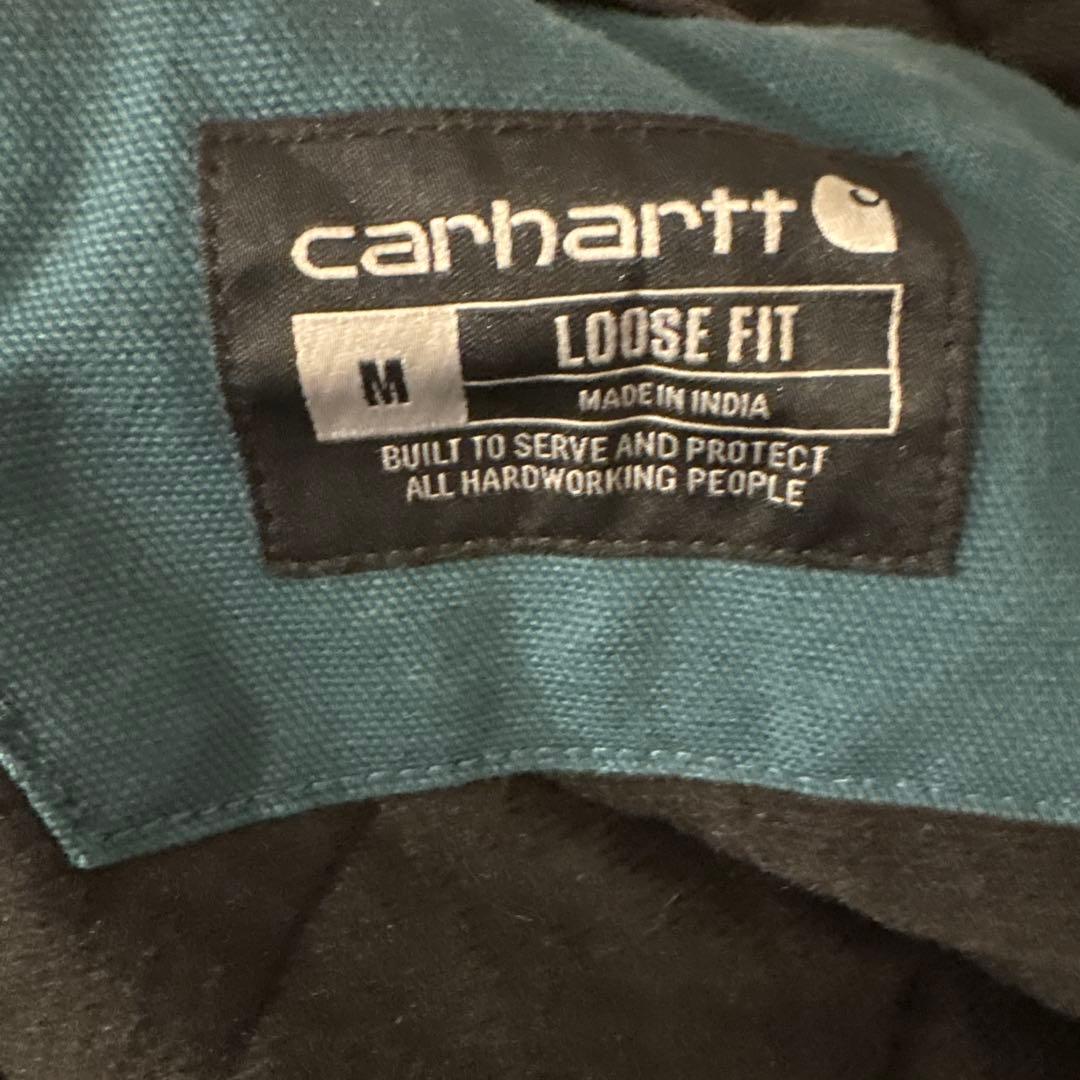 carhartt
M
LOOSE FIT
MADE IN INDIA
BUILT TO SERVE AND PROTECT
ALL HARDWORKING PEOPLE